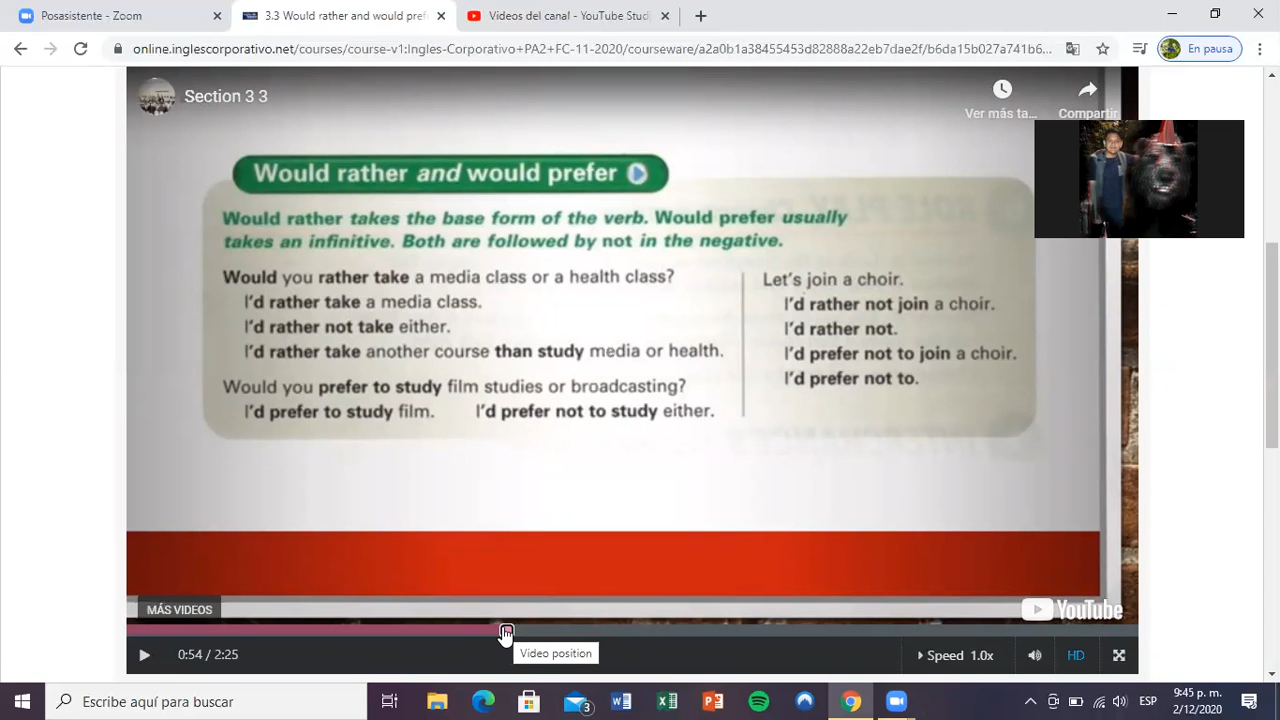 Posasistente - Zoom
3.3 Would rather and would pref
Vídeos del canal - YouTube Stud
online.inglescorporativo.net/courses/course-v1:Ingles-Corporativo+PA2+FC-11-2020/courseware/a2a0b1a38455453d82888a22eb7dae2f/b6da15b027a741b6...
En pausa
Section 3 3
Ver más ta...
Compartir
Would rather and would prefer
Would rather takes the base form of the verb. Would prefer usually
takes an infinitive. Both are followed by not in the negative.
Would you rather take a media class or a health class?
I'd rather take a media class.
I'd rather not take either.
I'd rather take another course than study media or health.
Would you prefer to study film studies or broadcasting?
I'd prefer to study film. I'd prefer not to study either.
Let's join a choir.
I'd rather not join a choir.
I'd rather not.
I'd prefer not to join a choir.
I'd prefer not to.
MÁS VIDEOS
YouTube
Video position
0:54 / 2:25
Speed 1.0x
HD
Escribe aquí para buscar
3
ESP
9:45 p. m.
2/12/2020